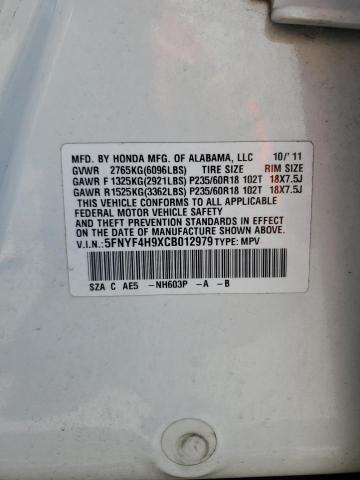 MFD. BY HONDA MFG. OF ALABAMA, LLC 10/'11
GVWR 2765KG(6096LBS) TIRE SIZE RIM SIZE
GAWR F 1325KG(2921LBS) P235/60R18 102T 18X7.5J
GAWR R1525KG(3362LBS) P235/60R18 102T 18X7.5J
THIS VEHICLE CONFORMS TO ALL APPLICABLE
FEDERAL MOTOR VEHICLE SAFETY, BUMPER,
AND THEFT PREVENTION STANDARDS IN EFFECT
ON THE DATE OF MANUFACTURE SHOWN ABOVE.
V.I.N.: 5FNYF4H9XCB012979 TYPE: MPV
SZA C AE5 -NH603P -A -B